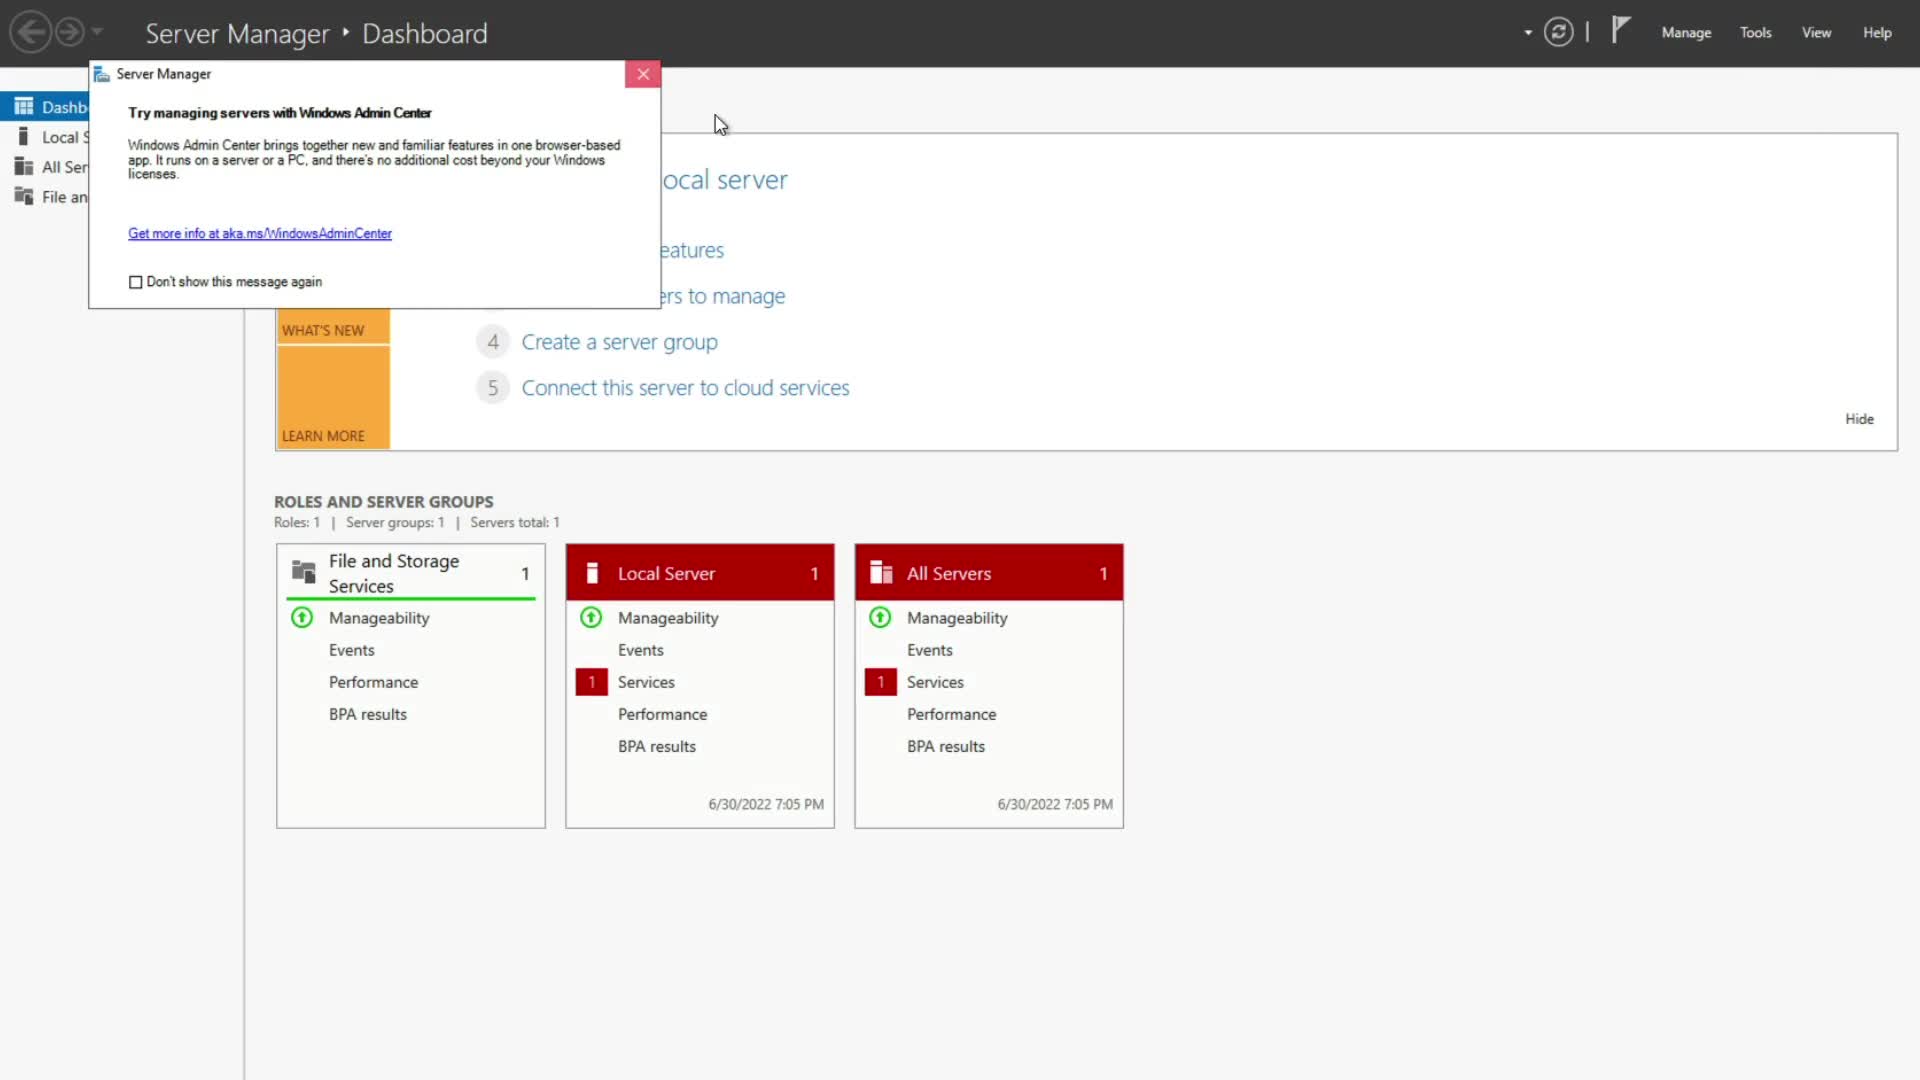 Server Manager ‣ Dashboard
Manage
Tools
View
Help
Server Manager
Try managing servers with Windows Admin Center
Windows Admin Center brings together new and familiar features in one browser-based
app. It runs on a server or a PC, and there's no additional cost beyond your Windows
licenses.
Get more info at aka.ms/WindowsAdminCenter
Don't show this message again
Dashb
Local S
All Ser
File an
ocal server
eatures
ers to manage
4 Create a server group
5 Connect this server to cloud services
WHAT'S NEW
LEARN MORE
Hide
ROLES AND SERVER GROUPS
Roles: 1 | Server groups: 1 | Servers total: 1
File and Storage
Services
1
Manageability
Events
Performance
BPA results
Local Server 1
Manageability
Events
1 Services
Performance
BPA results
6/30/2022 7:05 PM
All Servers 1
Manageability
Events
1 Services
Performance
BPA results
6/30/2022 7:05 PM